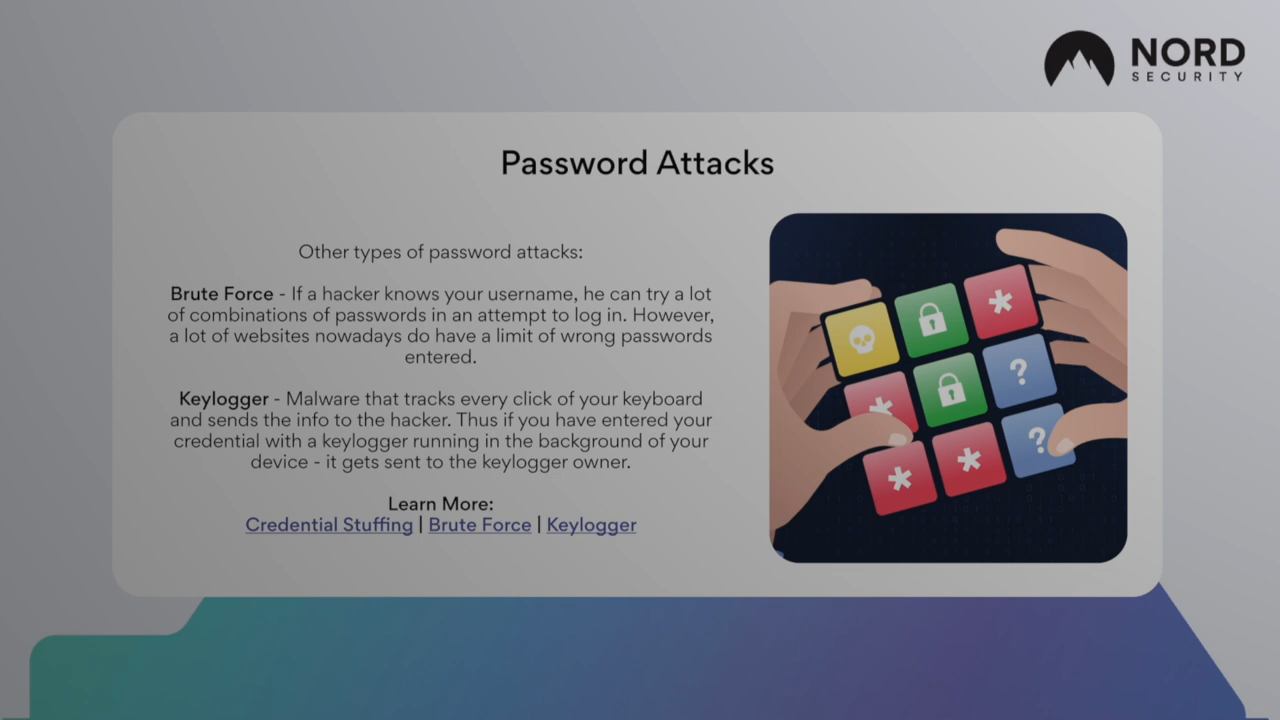 NORD
SECURITY
Password Attacks
Other types of password attacks:
Brute Force - If a hacker knows your username, he can try a lot
of combinations of passwords in an attempt to log in. However,
a lot of websites nowadays do have a limit of wrong passwords
entered.
Keylogger - Malware that tracks every click of your keyboard
and sends the info to the hacker. Thus if you have entered your
credential with a keylogger running in the background of your
device - it gets sent to the keylogger owner.
Learn More:
Credential Stuffing | Brute Force | Keylogger